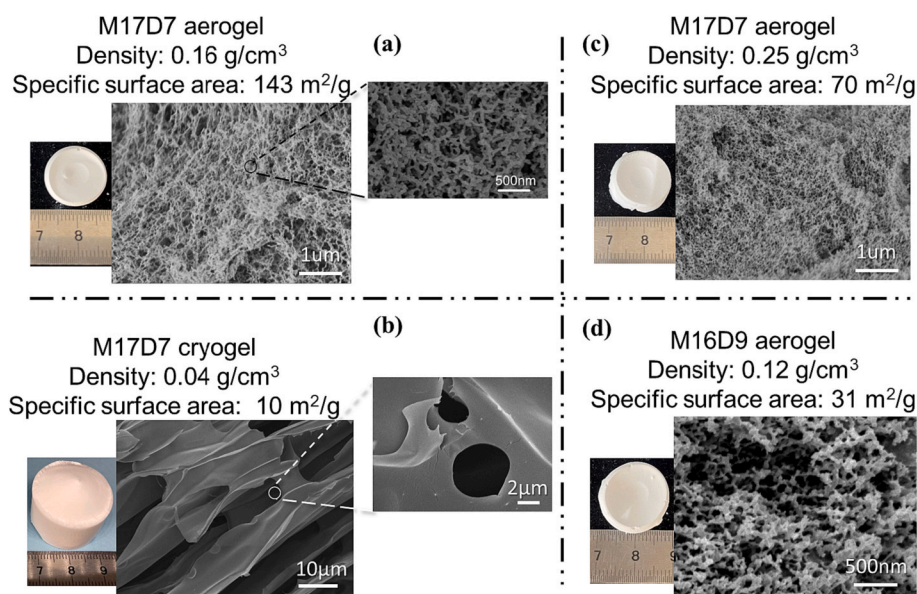 M17D7 aerogel
Density: 0.16 g/cm³
Specific surface area: 143 m²/g
(a)
7 8
1um
500nm
(c)
M17D7 aerogel
Density: 0.25 g/cm³
Specific surface area: 70 m²/g
7 8
1um
M17D7 cryogel
Density: 0.04 g/cm³
Specific surface area: 10 m²/g
(b)
7 8 9
10μm
2μm
(d)
M16D9 aerogel
Density: 0.12 g/cm³
Specific surface area: 31 m²/g
7 8 9
500nm